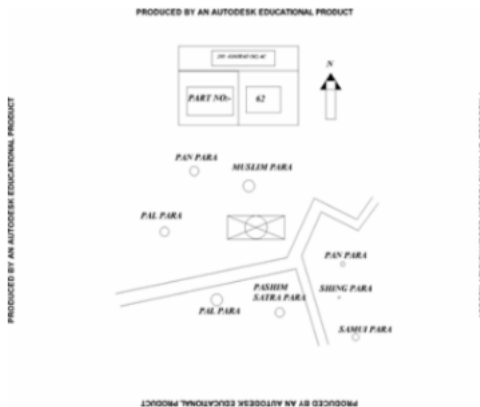 PRODUCED BY AN AUTODESK EDUCATIONAL PRODUCT
PART NO:- 62
N
PAN PARA
MUSLIM PARA
PAL PARA
PAN PARA
PASHIM
SATRA PARA
SHING PARA
PAL PARA
SAMUI PARA
PRODUCED BY AN AUTODESK EDUCATIONAL PRODUCT
PRODUCED BY AN AUTODESK EDUCATIONAL PRODUCT